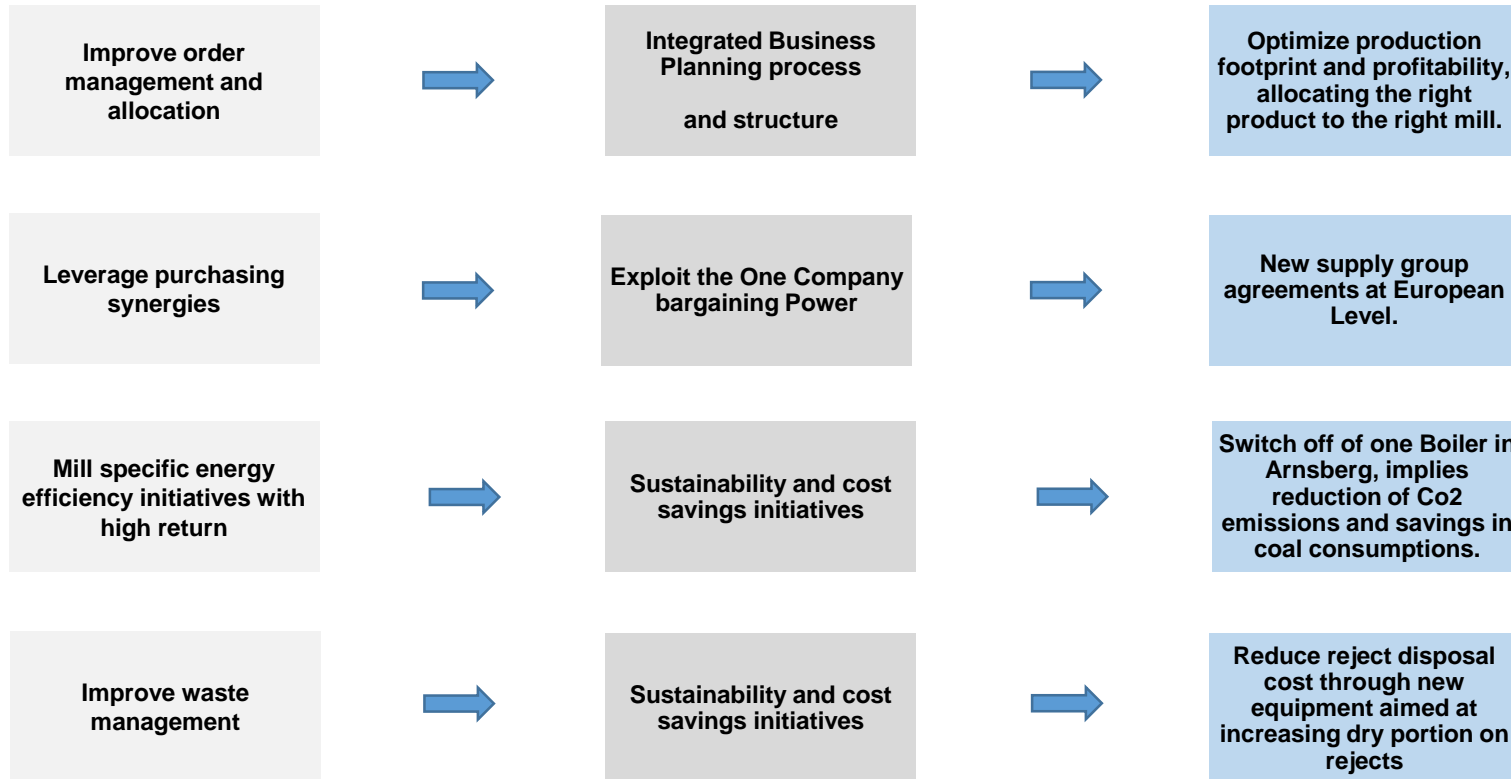 Improve order
management and
allocation
Integrated Business
Planning process
and structure
Optimize production
footprint and profitability,
allocating the right
product to the right mill.
Leverage purchasing
synergies
Exploit the One Company
bargaining Power
New supply group
agreements at European
Level.
Mill specific energy
efficiency initiatives with
high return
Sustainability and cost
savings initiatives
Switch off of one Boiler in
Arnsberg, implies
reduction of Co2
emissions and savings in
coal consumptions.
Improve waste
management
Sustainability and cost
savings initiatives
Reduce reject disposal
cost through new
equipment aimed at
increasing dry portion on
rejects